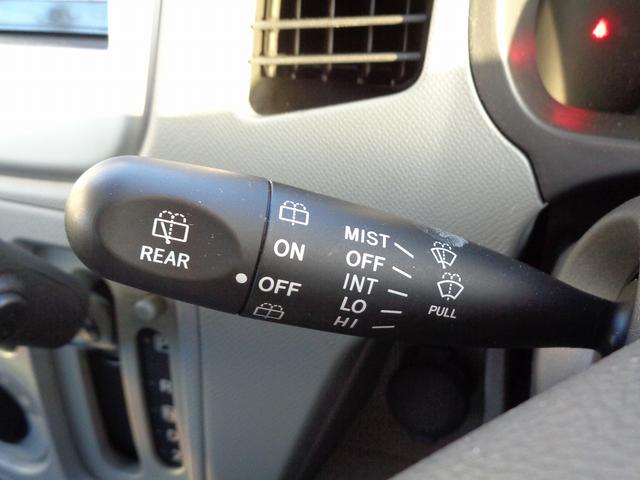 REAR
ON
OFF
MIST
OFF
INT
LO
HI
PULL